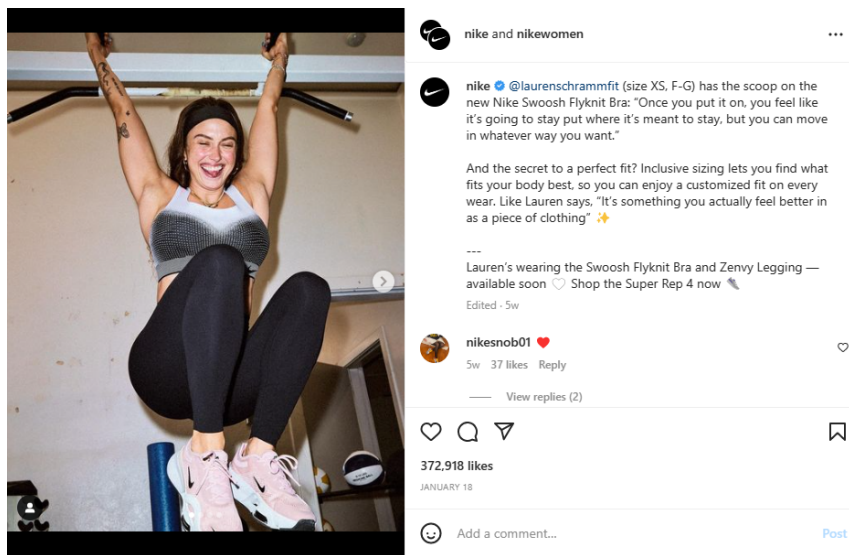 nike and nikewomen
nike @laurenschrammfit (size XS, F-G) has the scoop on the
new Nike Swoosh Flyknit Bra: “Once you put it on, you feel like
it’s going to stay put where it’s meant to stay, but you can move
in whatever way you want.”
And the secret to a perfect fit? Inclusive sizing lets you find what
fits your body best, so you can enjoy a customized fit on every
wear. Like Lauren says, “It’s something you actually feel better in
as a piece of clothing” ✨
---
Lauren’s wearing the Swoosh Flyknit Bra and Zenvy Legging —
available soon 🤍 Shop the Super Rep 4 now 👟
Edited · 5w
nikesnob01 ❤️
5w 37 likes Reply
View replies (2)
372,918 likes
JANUARY 18
Add a comment... Post